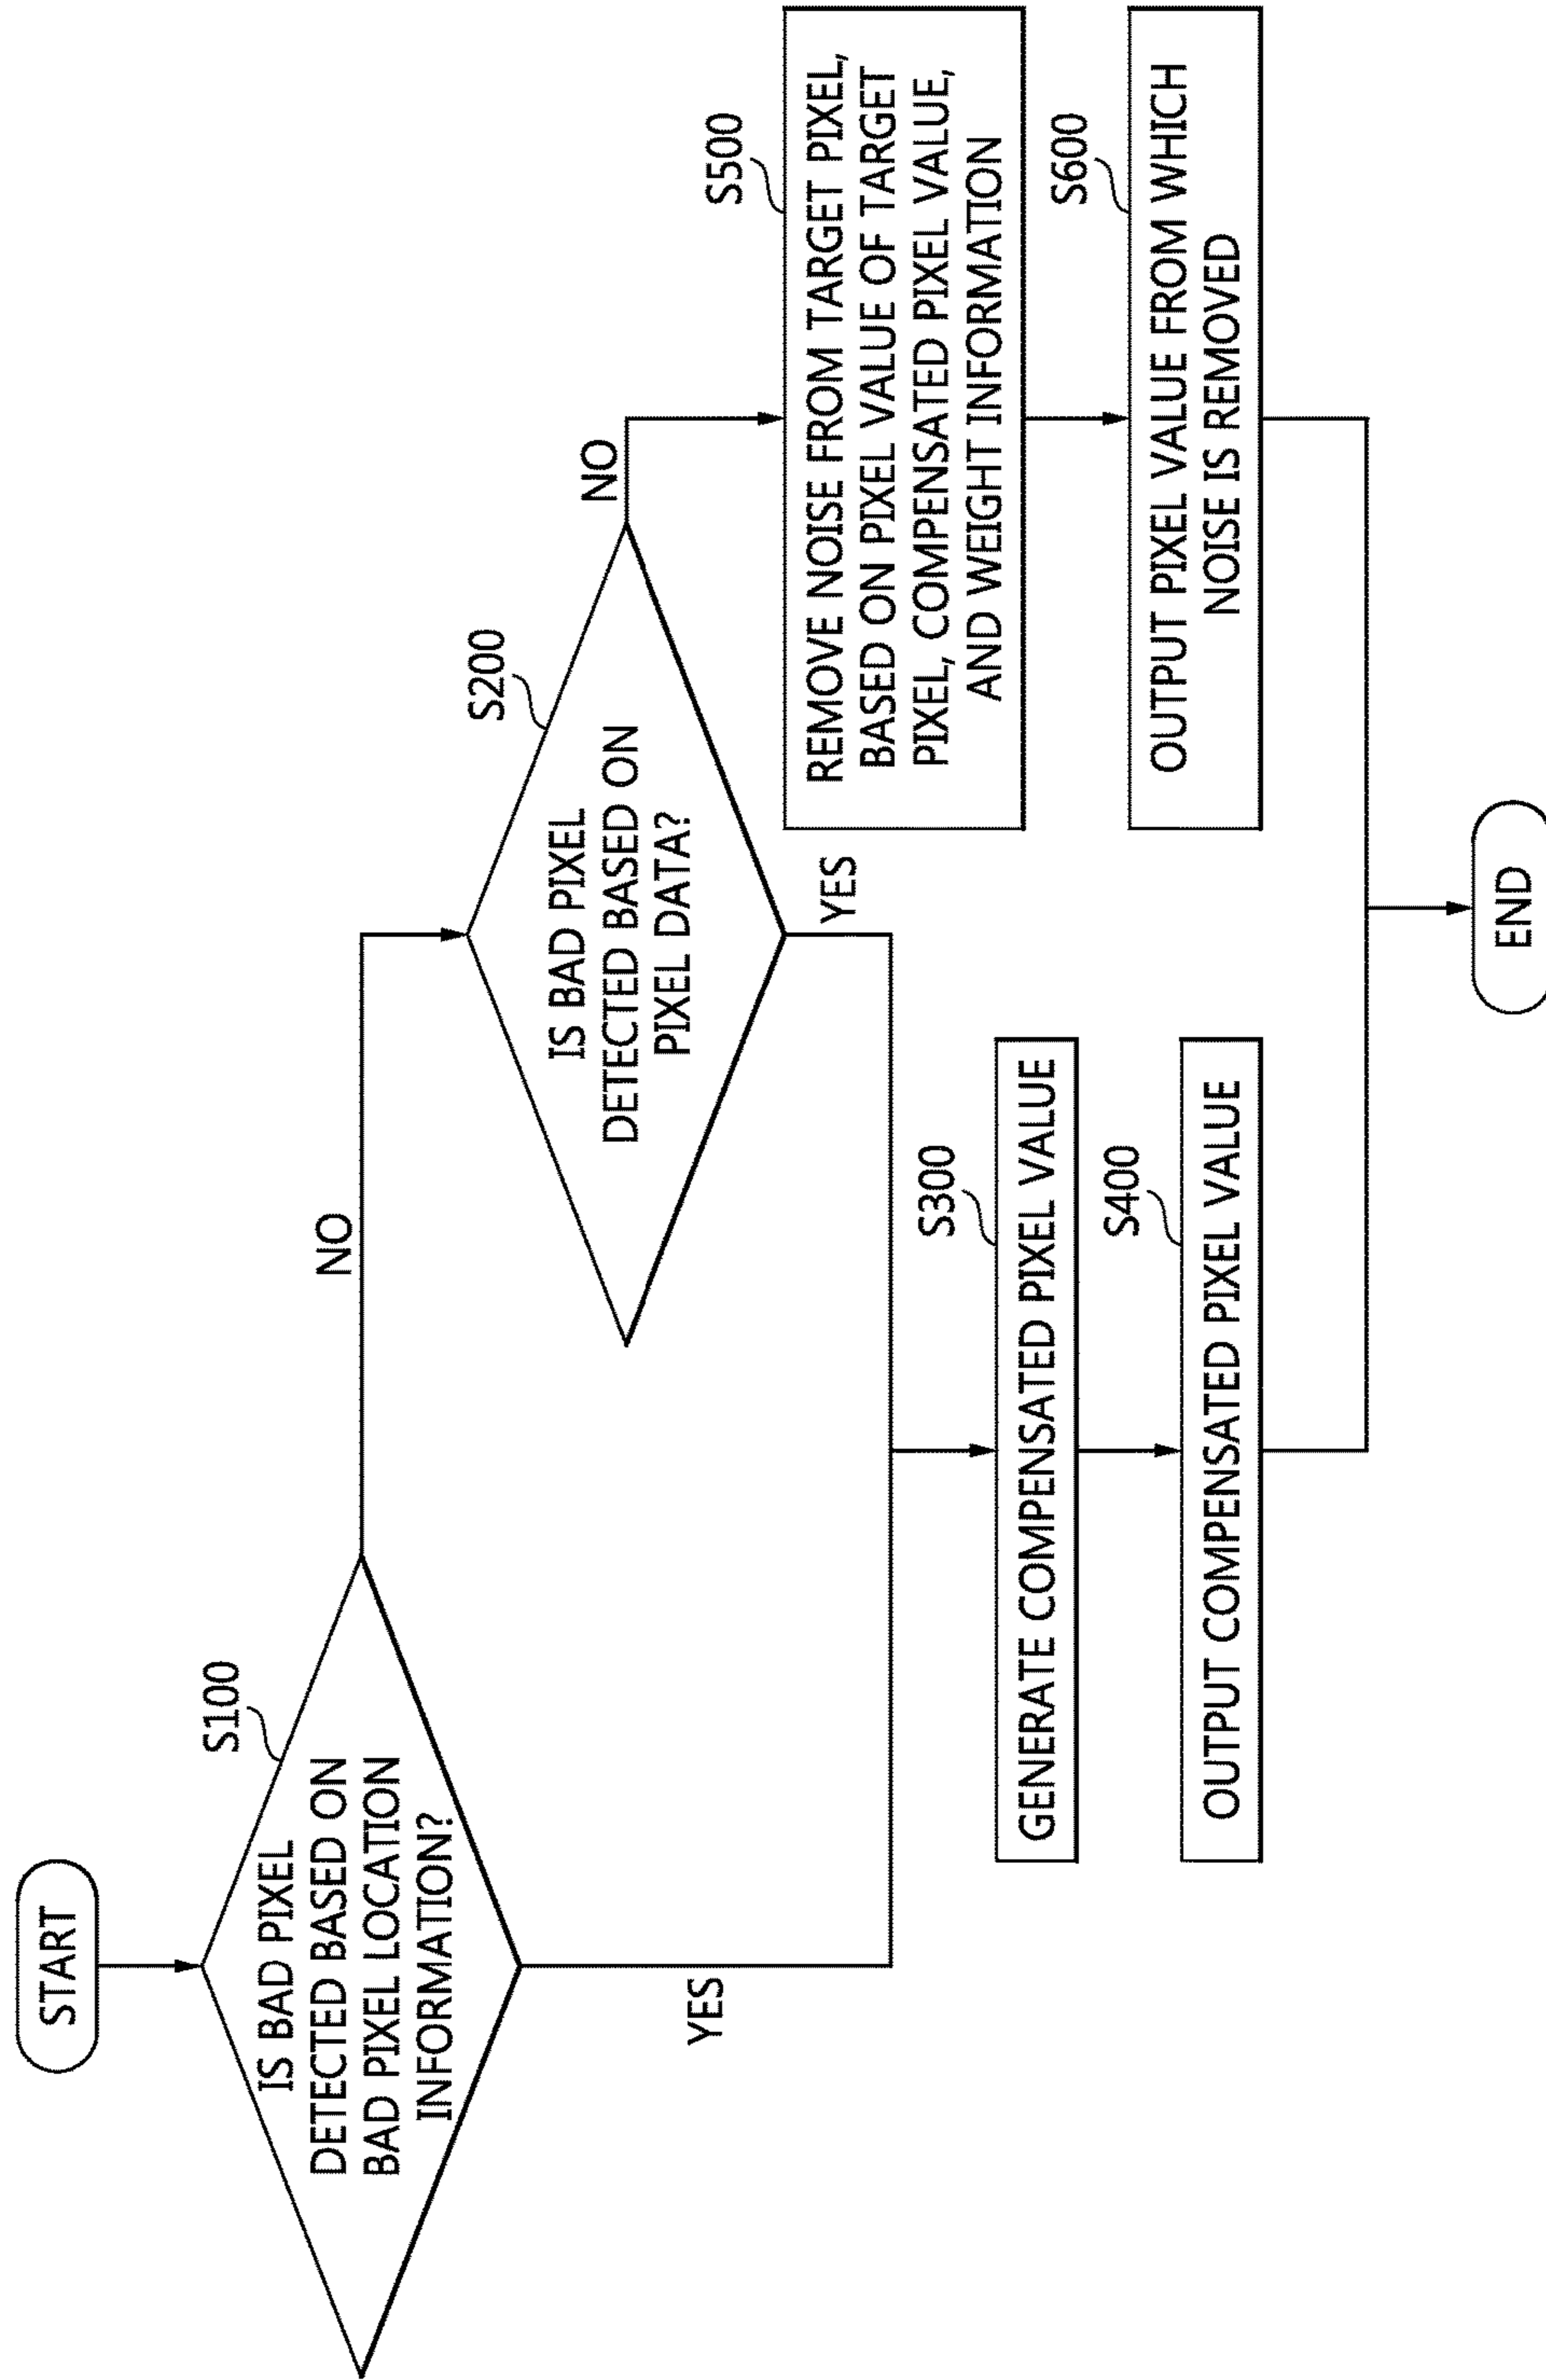 START
S100
IS BAD PIXEL
DETECTED BASED ON
BAD PIXEL LOCATION
INFORMATION?
NO
YES
S200
IS BAD PIXEL
DETECTED BASED ON
PIXEL DATA?
NO
YES
S300
GENERATE COMPENSATED PIXEL VALUE
S400
OUTPUT COMPENSATED PIXEL VALUE
S500
REMOVE NOISE FROM TARGET PIXEL,
BASED ON PIXEL VALUE OF TARGET
PIXEL, COMPENSATED PIXEL VALUE,
AND WEIGHT INFORMATION
S600
OUTPUT PIXEL VALUE FROM WHICH
NOISE IS REMOVED
END